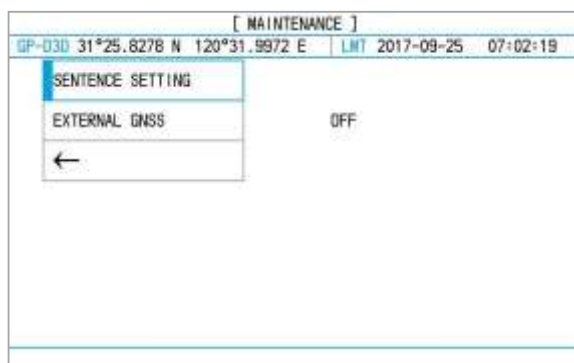 [ MAINTENANCE ]
GP-D3D 31°25.8278 N 120°31.9972 E LMT 2017-09-25 07:02:19
SENTENCE SETTING
EXTERNAL GNSS OFF
←